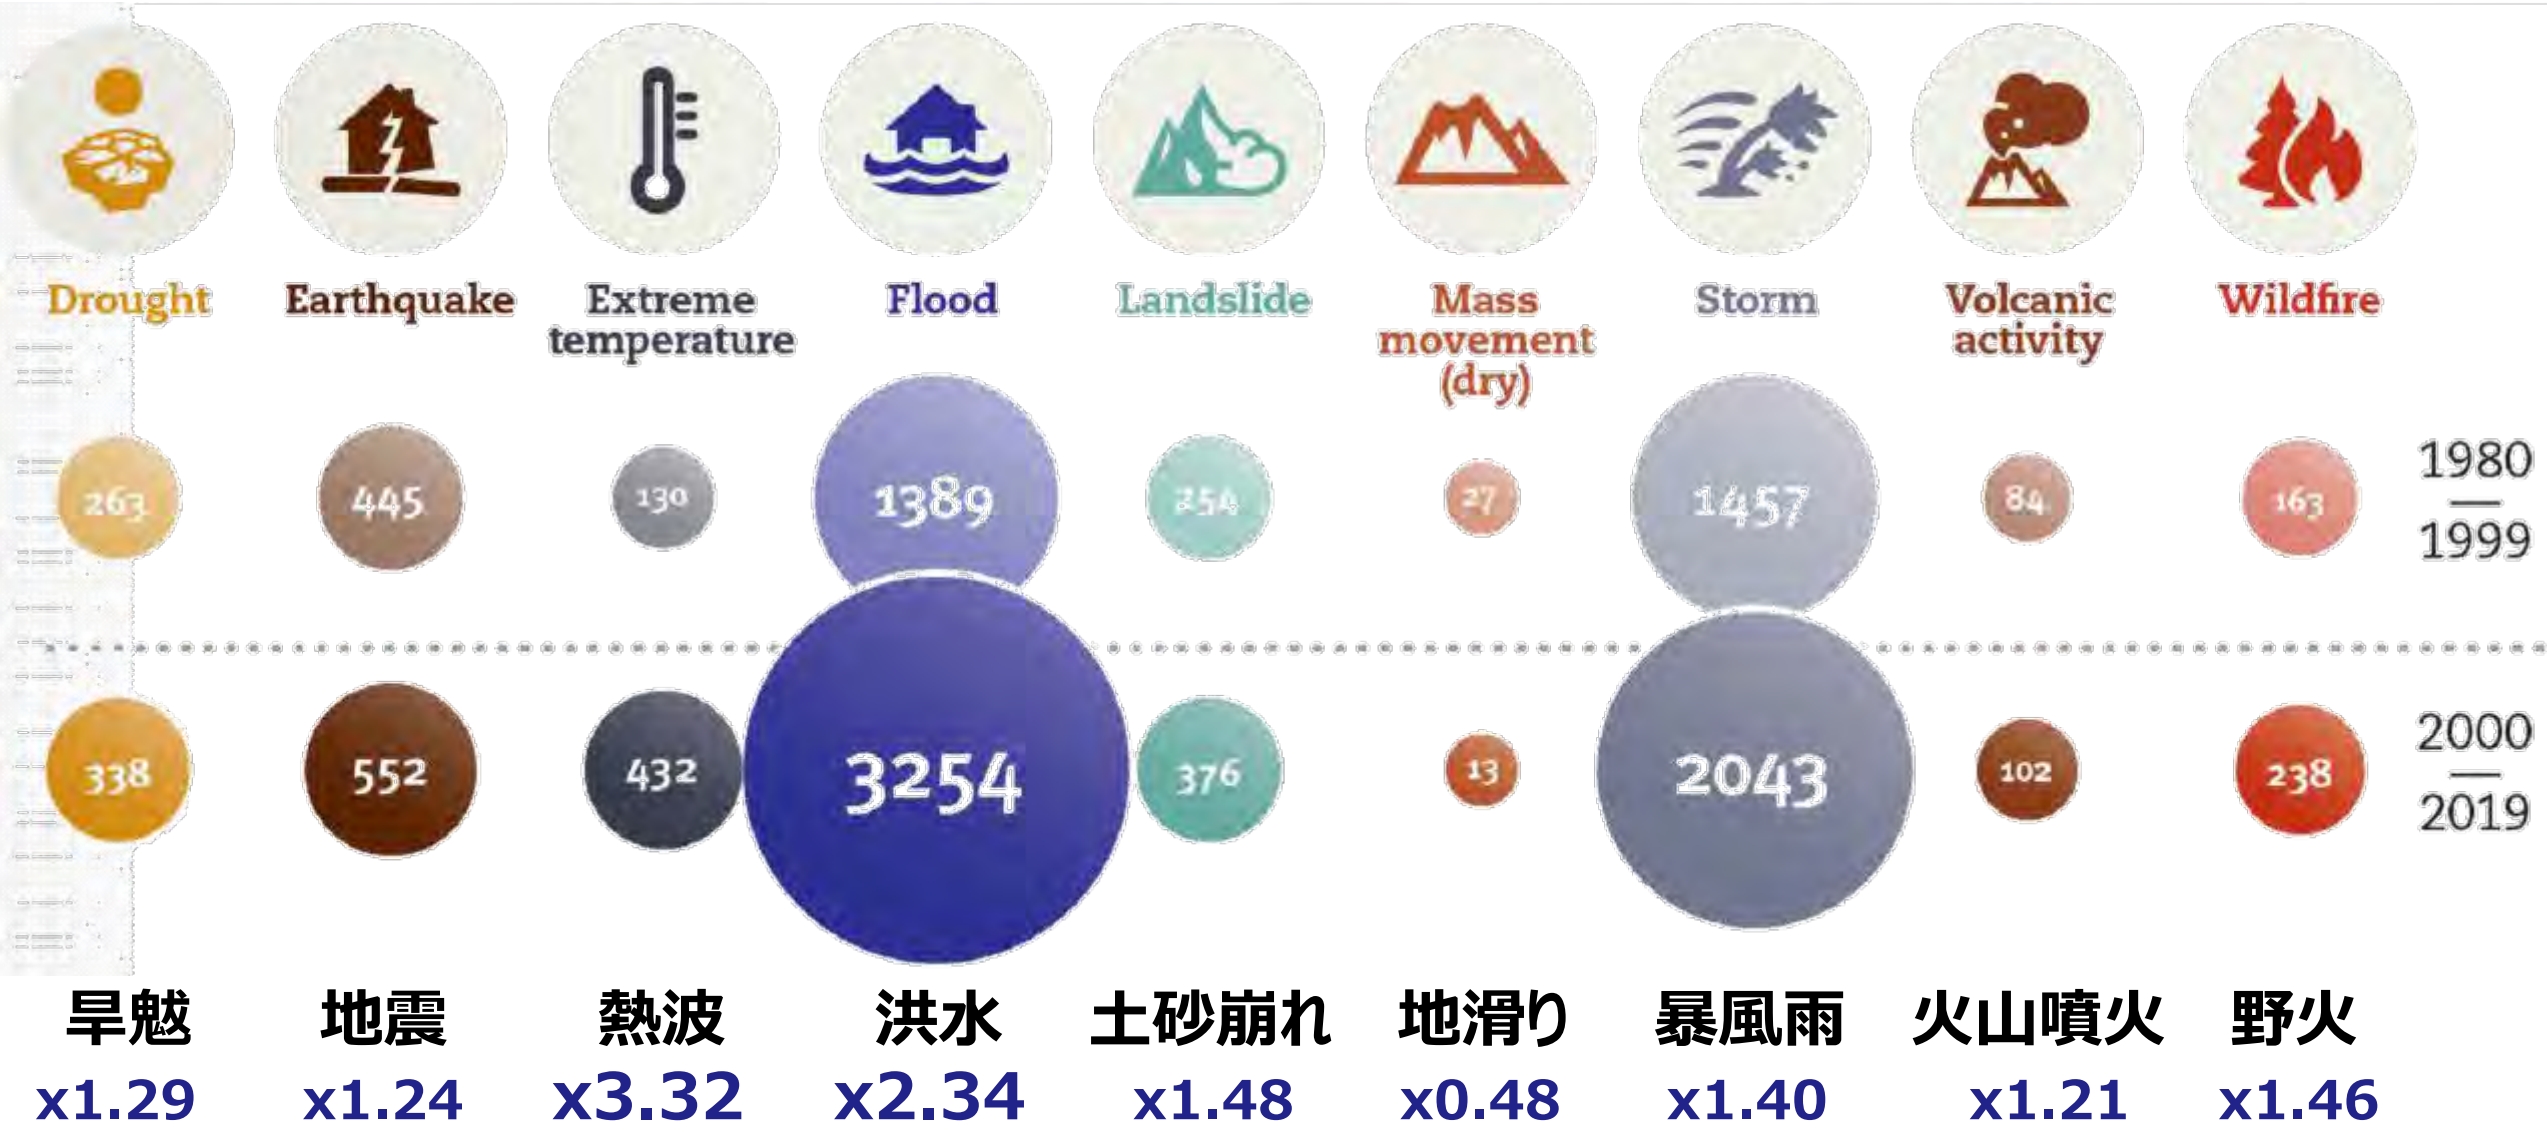 Drought
Earthquake
Extreme
temperature
Flood
Landslide
Mass
movement
(dry)
Storm
Volcanic
activity
Wildfire
263
445
130
1389
254
27
1457
84
163
1980
—
1999
338
552
432
3254
376
13
2043
102
238
2000
—
2019
旱魃
地震
熱波
洪水
土砂崩れ
地滑り
暴風雨
火山噴火
野火
x1.29
x1.24
x3.32
x2.34
x1.48
x0.48
x1.40
x1.21
x1.46